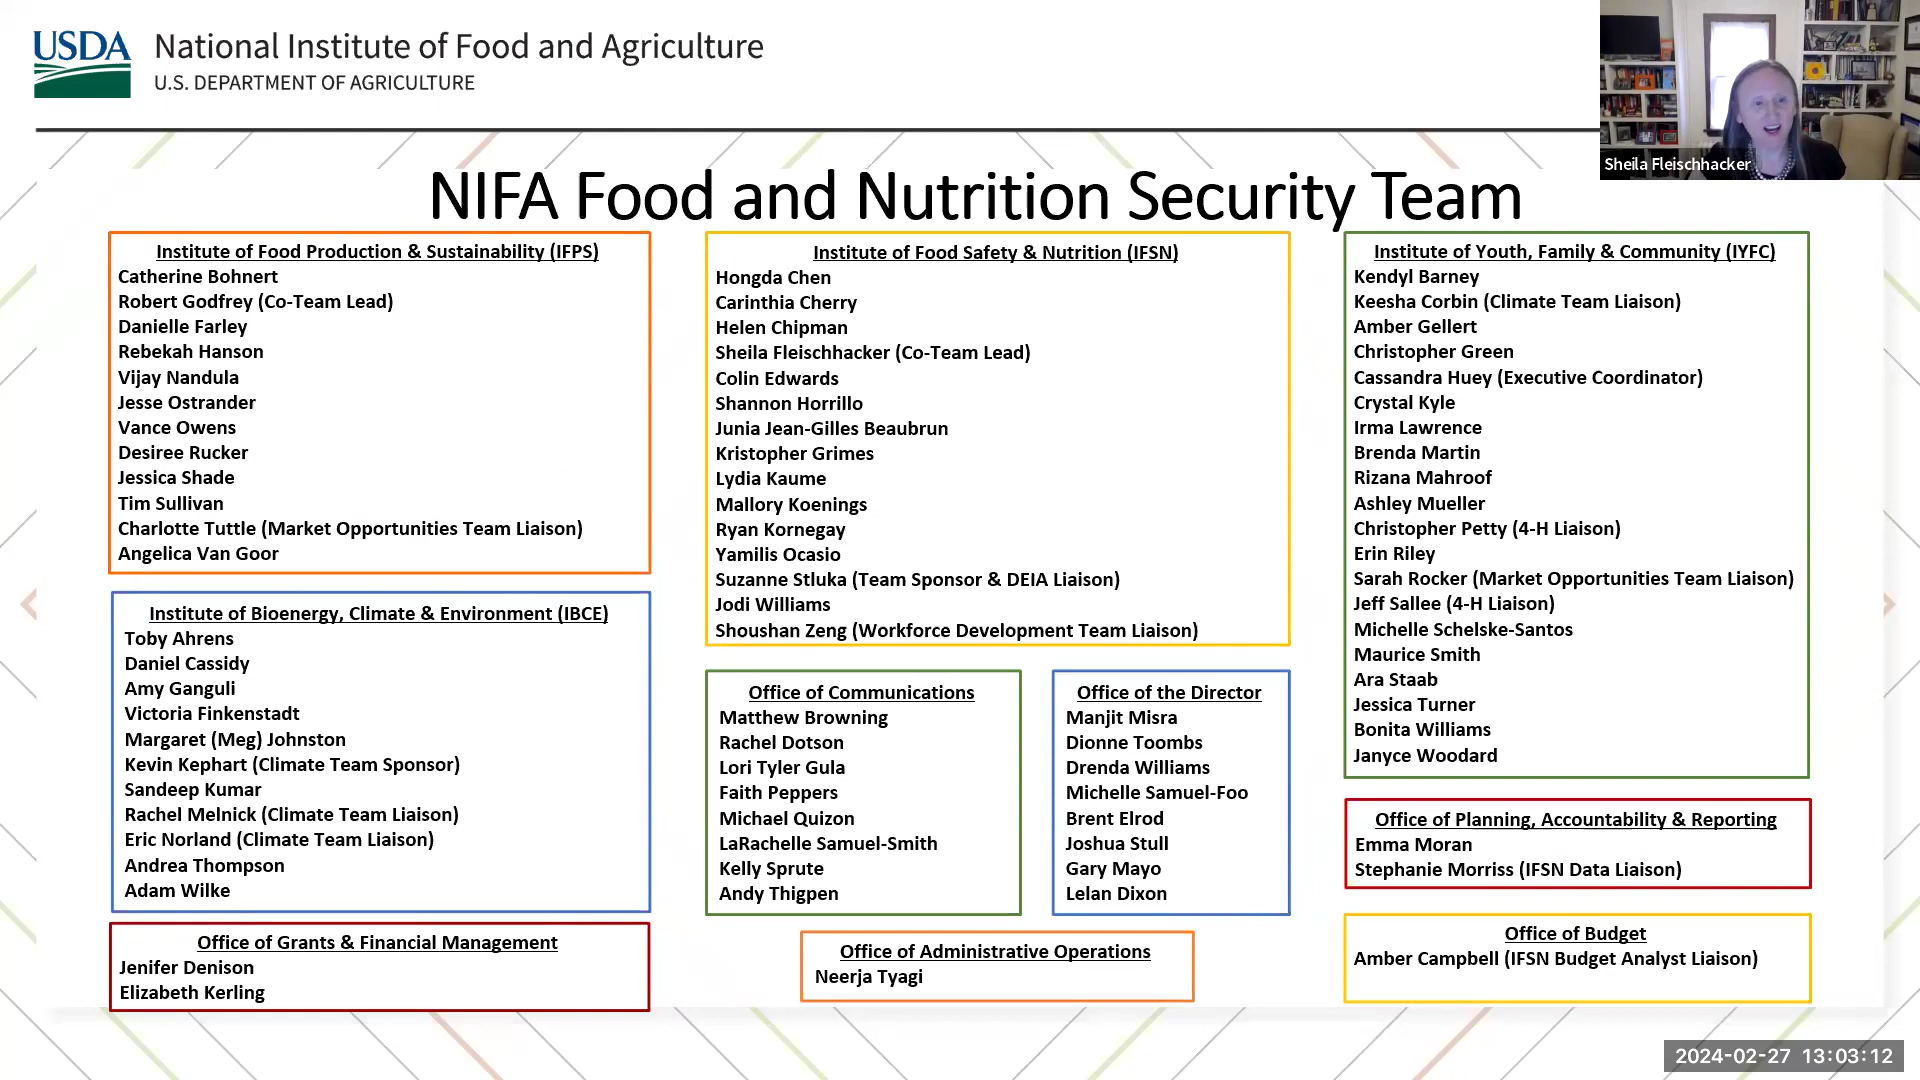 USDA
National Institute of Food and Agriculture
U.S. DEPARTMENT OF AGRICULTURE
Sheila Fleischhacker
NIFA Food and Nutrition Security Team
Institute of Food Production & Sustainability (IFPS)
Catherine Bohnert
Robert Godfrey (Co-Team Lead)
Danielle Farley
Rebekah Hanson
Vijay Nandula
Jesse Ostrander
Vance Owens
Desiree Rucker
Jessica Shade
Tim Sullivan
Charlotte Tuttle (Market Opportunities Team Liaison)
Angelica Van Goor
Institute of Bioenergy, Climate & Environment (IBCE)
Toby Ahrens
Daniel Cassidy
Amy Ganguli
Victoria Finkenstadt
Margaret (Meg) Johnston
Kevin Kephart (Climate Team Sponsor)
Sandeep Kumar
Rachel Melnick (Climate Team Liaison)
Eric Norland (Climate Team Liaison)
Andrea Thompson
Adam Wilke
Office of Grants & Financial Management
Jenifer Denison
Elizabeth Kerling
Institute of Food Safety & Nutrition (IFSN)
Hongda Chen
Carinthia Cherry
Helen Chipman
Sheila Fleischhacker (Co-Team Lead)
Colin Edwards
Shannon Horrillo
Junia Jean-Gilles Beaubrun
Kristopher Grimes
Lydia Kaume
Mallory Koenings
Ryan Kornegay
Yamilis Ocasio
Suzanne Stluka (Team Sponsor & DEIA Liaison)
Jodi Williams
Shoushan Zeng (Workforce Development Team Liaison)
Office of Communications
Matthew Browning
Rachel Dotson
Lori Tyler Gula
Faith Peppers
Michael Quizon
LaRachelle Samuel-Smith
Kelly Sprute
Andy Thigpen
Office of the Director
Manjit Misra
Dionne Toombs
Drenda Williams
Michelle Samuel-Foo
Brent Elrod
Joshua Stull
Gary Mayo
Lelan Dixon
Office of Administrative Operations
Neerja Tyagi
Institute of Youth, Family & Community (IYFC)
Kendyl Barney
Keesha Corbin (Climate Team Liaison)
Amber Gellert
Christopher Green
Cassandra Huey (Executive Coordinator)
Crystal Kyle
Irma Lawrence
Brenda Martin
Rizana Mahroof
Ashley Mueller
Christopher Petty (4-H Liaison)
Erin Riley
Sarah Rocker (Market Opportunities Team Liaison)
Jeff Sallee (4-H Liaison)
Michelle Schelske-Santos
Maurice Smith
Ara Staab
Jessica Turner
Bonita Williams
Janyce Woodard
Office of Planning, Accountability & Reporting
Emma Moran
Stephanie Morriss (IFSN Data Liaison)
Office of Budget
Amber Campbell (IFSN Budget Analyst Liaison)
2024-02-27 13:03:12